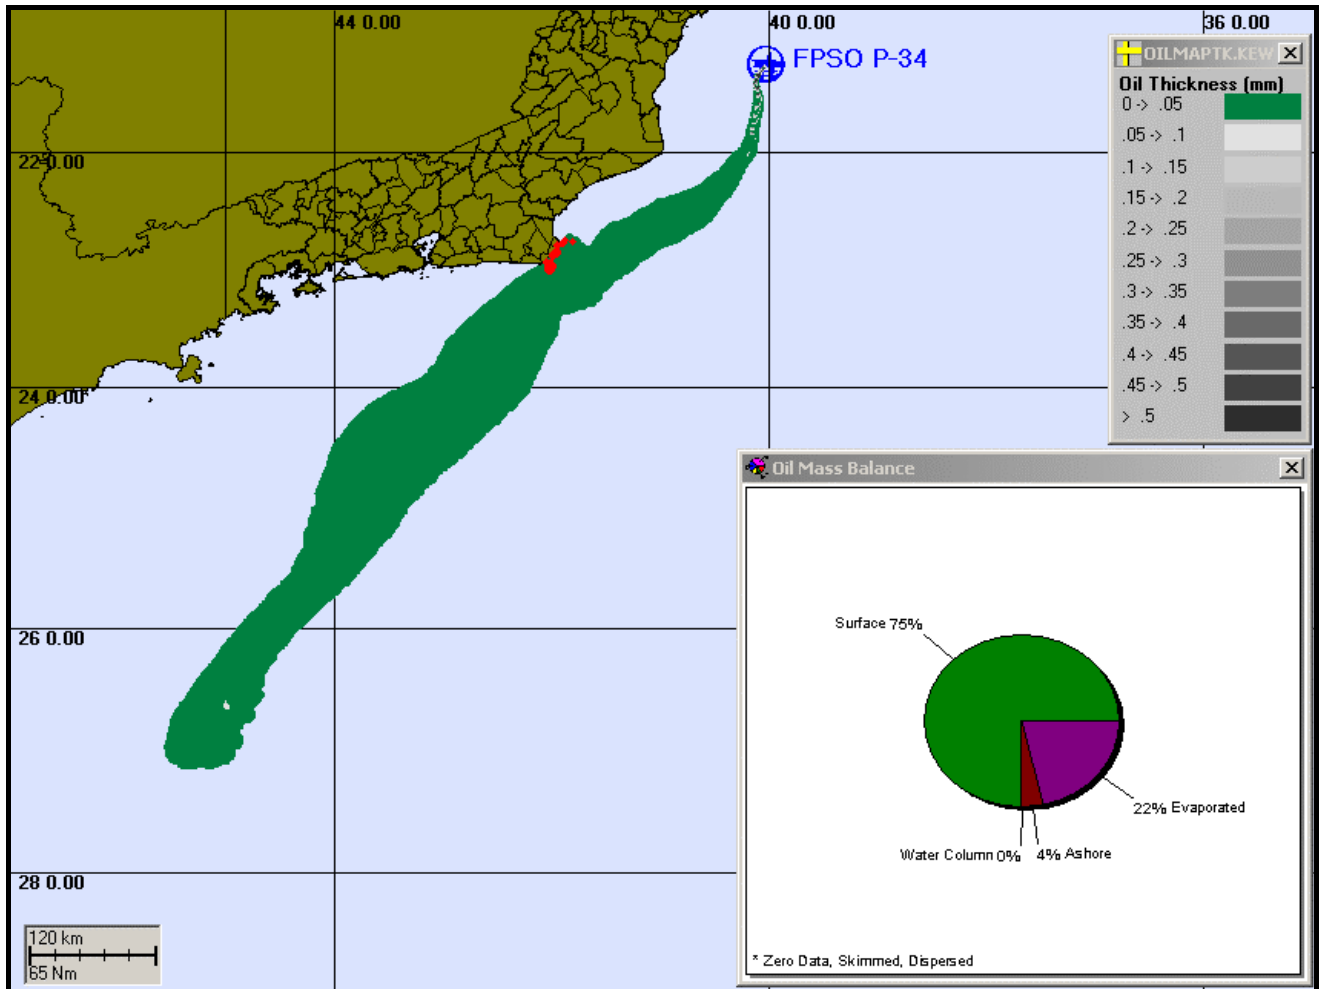 44 0.00
40 0.00
36 0.00
FPSO P-34
22 0.00
24 0.00
26 0.00
28 0.00
120 km
65 Nm
OILMAPTK.KEW
Oil Thickness (mm)
0 -> .05
.05 -> .1
.1 -> .15
.15 -> .2
.2 -> .25
.25 -> .3
.3 -> .35
.35 -> .4
.4 -> .45
.45 -> .5
> .5
Oil Mass Balance
Surface 75%
22% Evaporated
Water Column 0%
4% Ashore
* Zero Data, Skimmed, Dispersed